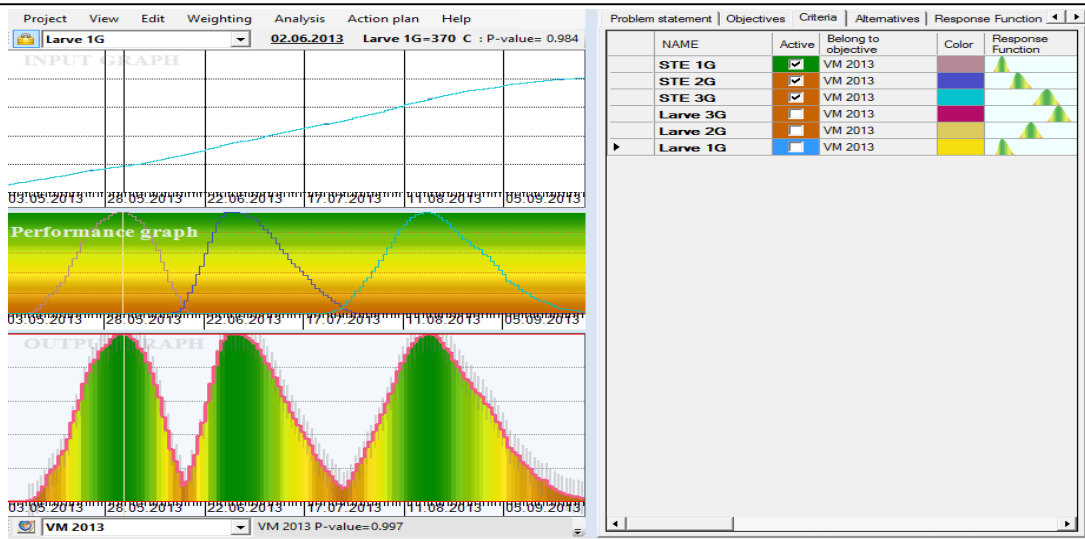 Project View Edit Weighting Analysis Action plan Help
Larve 1G 02.06.2013 Larve 1G=370 C : P-value= 0.984
INPUT GRAPH
03.05.2013 28.05.2013 22.06.2013 17.07.2013 11.08.2013 05.09.2013
Performance graph
03.05.2013 28.05.2013 22.06.2013 17.07.2013 11.08.2013 05.09.2013
OUTPUT GRAPH
03.05.2013 28.05.2013 22.06.2013 17.07.2013 11.08.2013 05.09.2013
VM 2013 VM 2013 P-value=0.997
Problem statement Objectives Criteria Alternatives Response Function
NAME Active Belong to objective Color Response Function
STE 1G VM 2013
STE 2G VM 2013
STE 3G VM 2013
Larve 3G VM 2013
Larve 2G VM 2013
Larve 1G VM 2013